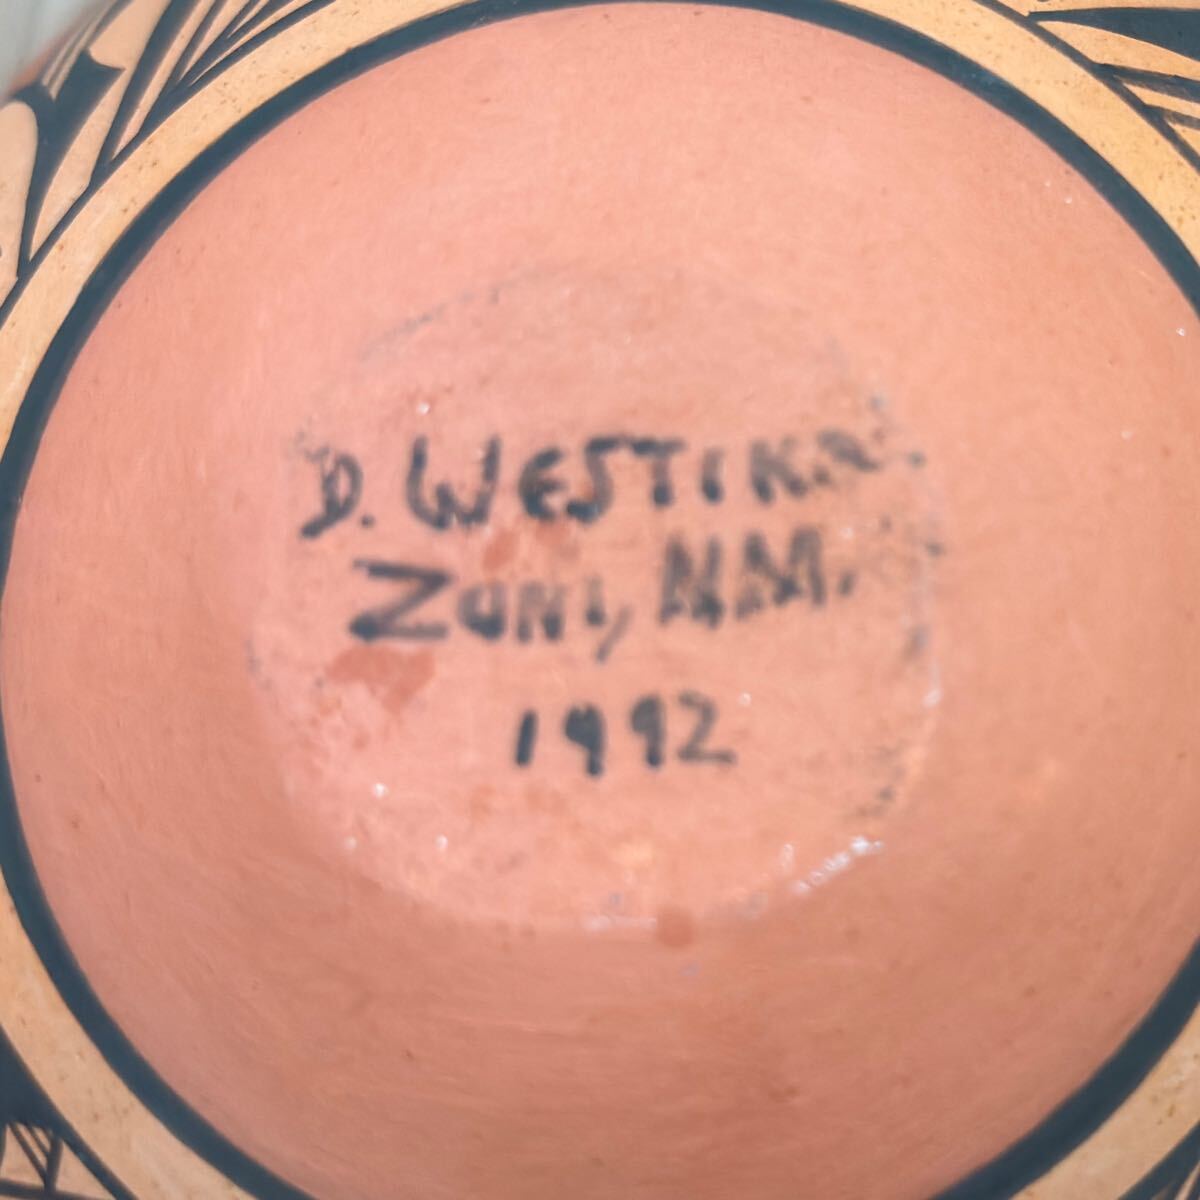 D. WESTIKA
ZUNI, NM.
1992